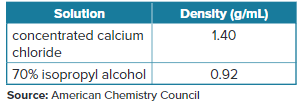 Solution Density (g/mL)
concentrated calcium chloride 1.40
70% isopropyl alcohol 0.92
Source: American Chemistry Council